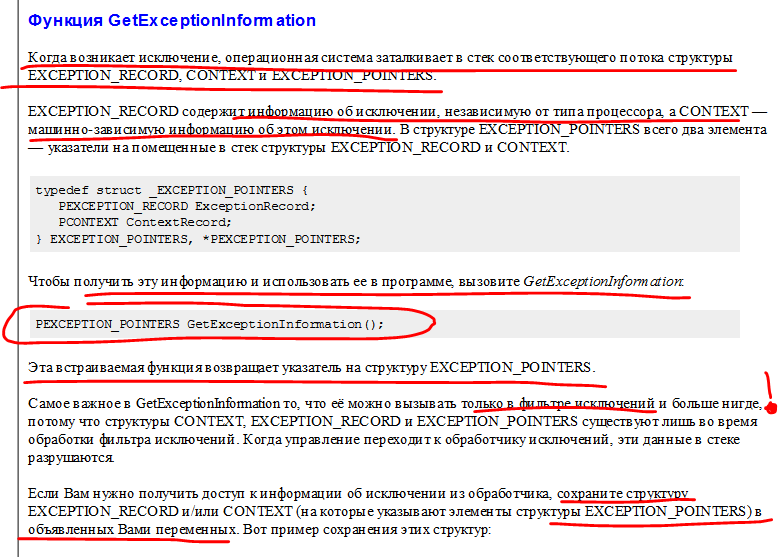 Функция GetExceptionInformation
Когда возникает исключение, операционная система заталкивает в стек соответствующего потока структуры
EXCEPTION_RECORD, CONTEXT и EXCEPTION_POINTERS.
EXCEPTION_RECORD содержит информацию об исключении, независимую от типа процессора, а CONTEXT —
машинно-зависимую информацию об этом исключении. В структуре EXCEPTION_POINTERS всего два элемента
— указатели на помещенные в стек структуры EXCEPTION_RECORD и CONTEXT.
typedef struct _EXCEPTION_POINTERS {
PEXCEPTION_RECORD ExceptionRecord;
PCONTEXT ContextRecord;
} EXCEPTION_POINTERS, *PEXCEPTION_POINTERS;
Чтобы получить эту информацию и использовать ее в программе, вызовите GetExceptionInformation:
PEXCEPTION_POINTERS GetExceptionInformation();
Эта встраиваемая функция возвращает указатель на структуру EXCEPTION_POINTERS.
Самое важное в GetExceptionInformation то, что её можно вызывать только в фильтре исключений и больше нигде,
потому что структуры CONTEXT, EXCEPTION_RECORD и EXCEPTION_POINTERS существуют лишь во время
обработки фильтра исключений. Когда управление переходит к обработчику исключений, эти данные в стеке
разрушаются.
Если Вам нужно получить доступ к информации об исключении из обработчика, сохраните структуру
EXCEPTION_RECORD и/или CONTEXT (на которые указывают элементы структуры EXCEPTION_POINTERS) в
объявленных Вами переменных. Вот пример сохранения этих структур: